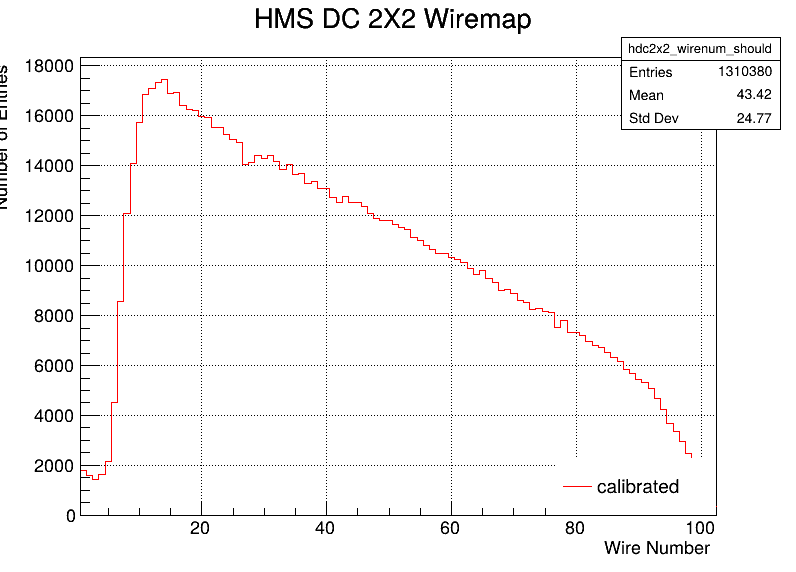 HMS DC 2X2 Wiremap
hdc2x2_wirenum_should
Entries 1310380
Mean 43.42
Std Dev 24.77
Number of Entries
18000
16000
14000
12000
10000
8000
6000
4000
2000
0
calibrated
20 40 60 80 100
Wire Number